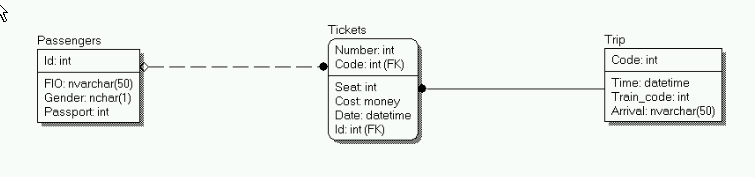 Passengers
Id: int
FIO: nvarchar(50)
Gender: nchar(1)
Passport: int
Tickets
Number: int
Code: int (FK)
Seat: int
Cost: money
Date: datetime
Id: int (FK)
Trip
Code: int
Time: datetime
Train_code: int
Arrival: nvarchar(50)